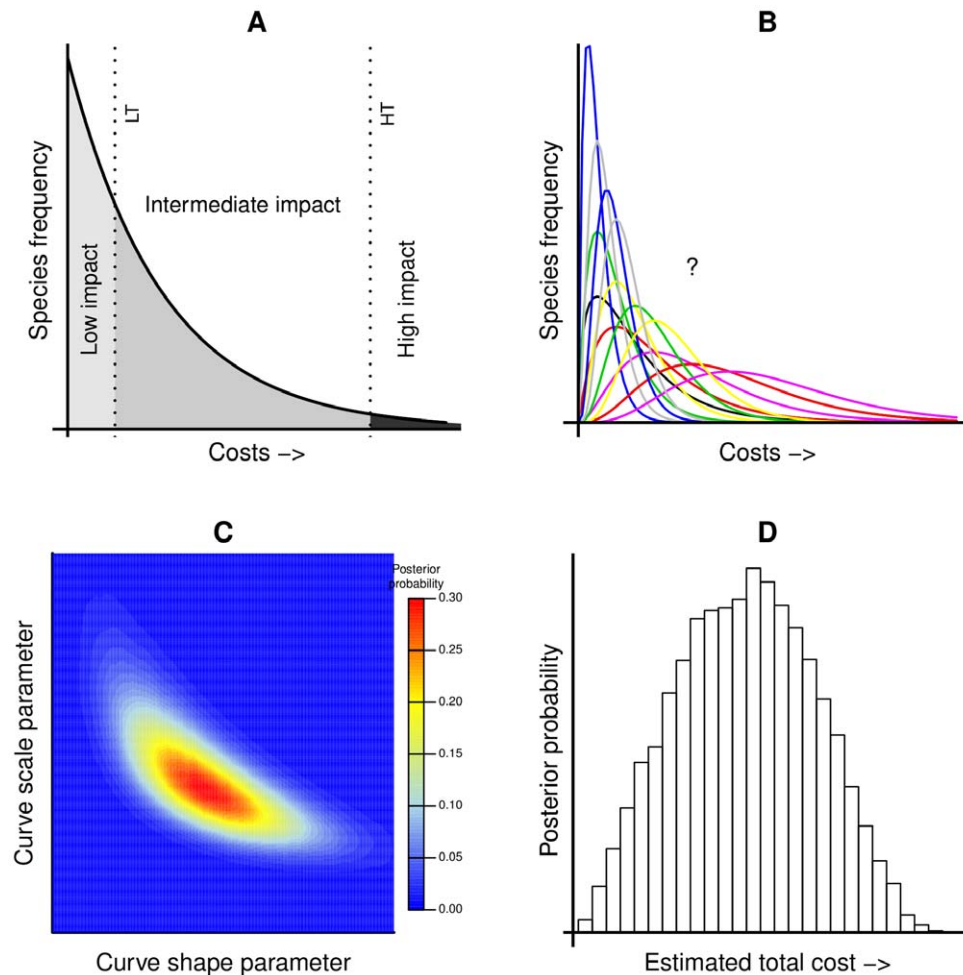 A
Species frequency
Low impact
LT
Intermediate impact
HT
High impact
Costs −>
B
Species frequency
?
Costs −>
C
Curve scale parameter
Posterior
probability
0.30
0.20
0.15
0.10
0.05
0.00
Curve shape parameter
D
Posterior probability
Estimated total cost −>